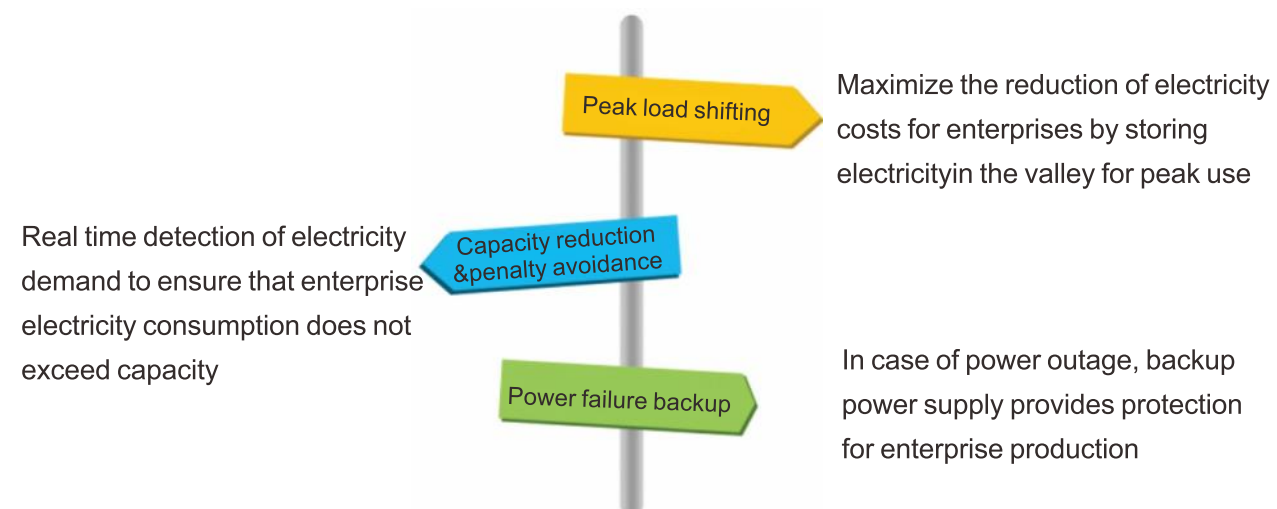 Peak load shifting
Maximize the reduction of electricity
costs for enterprises by storing
electricityin the valley for peak use
Capacity reduction
&penalty avoidance
Real time detection of electricity
demand to ensure that enterprise
electricity consumption does not
exceed capacity
Power failure backup
In case of power outage, backup
power supply provides protection
for enterprise production